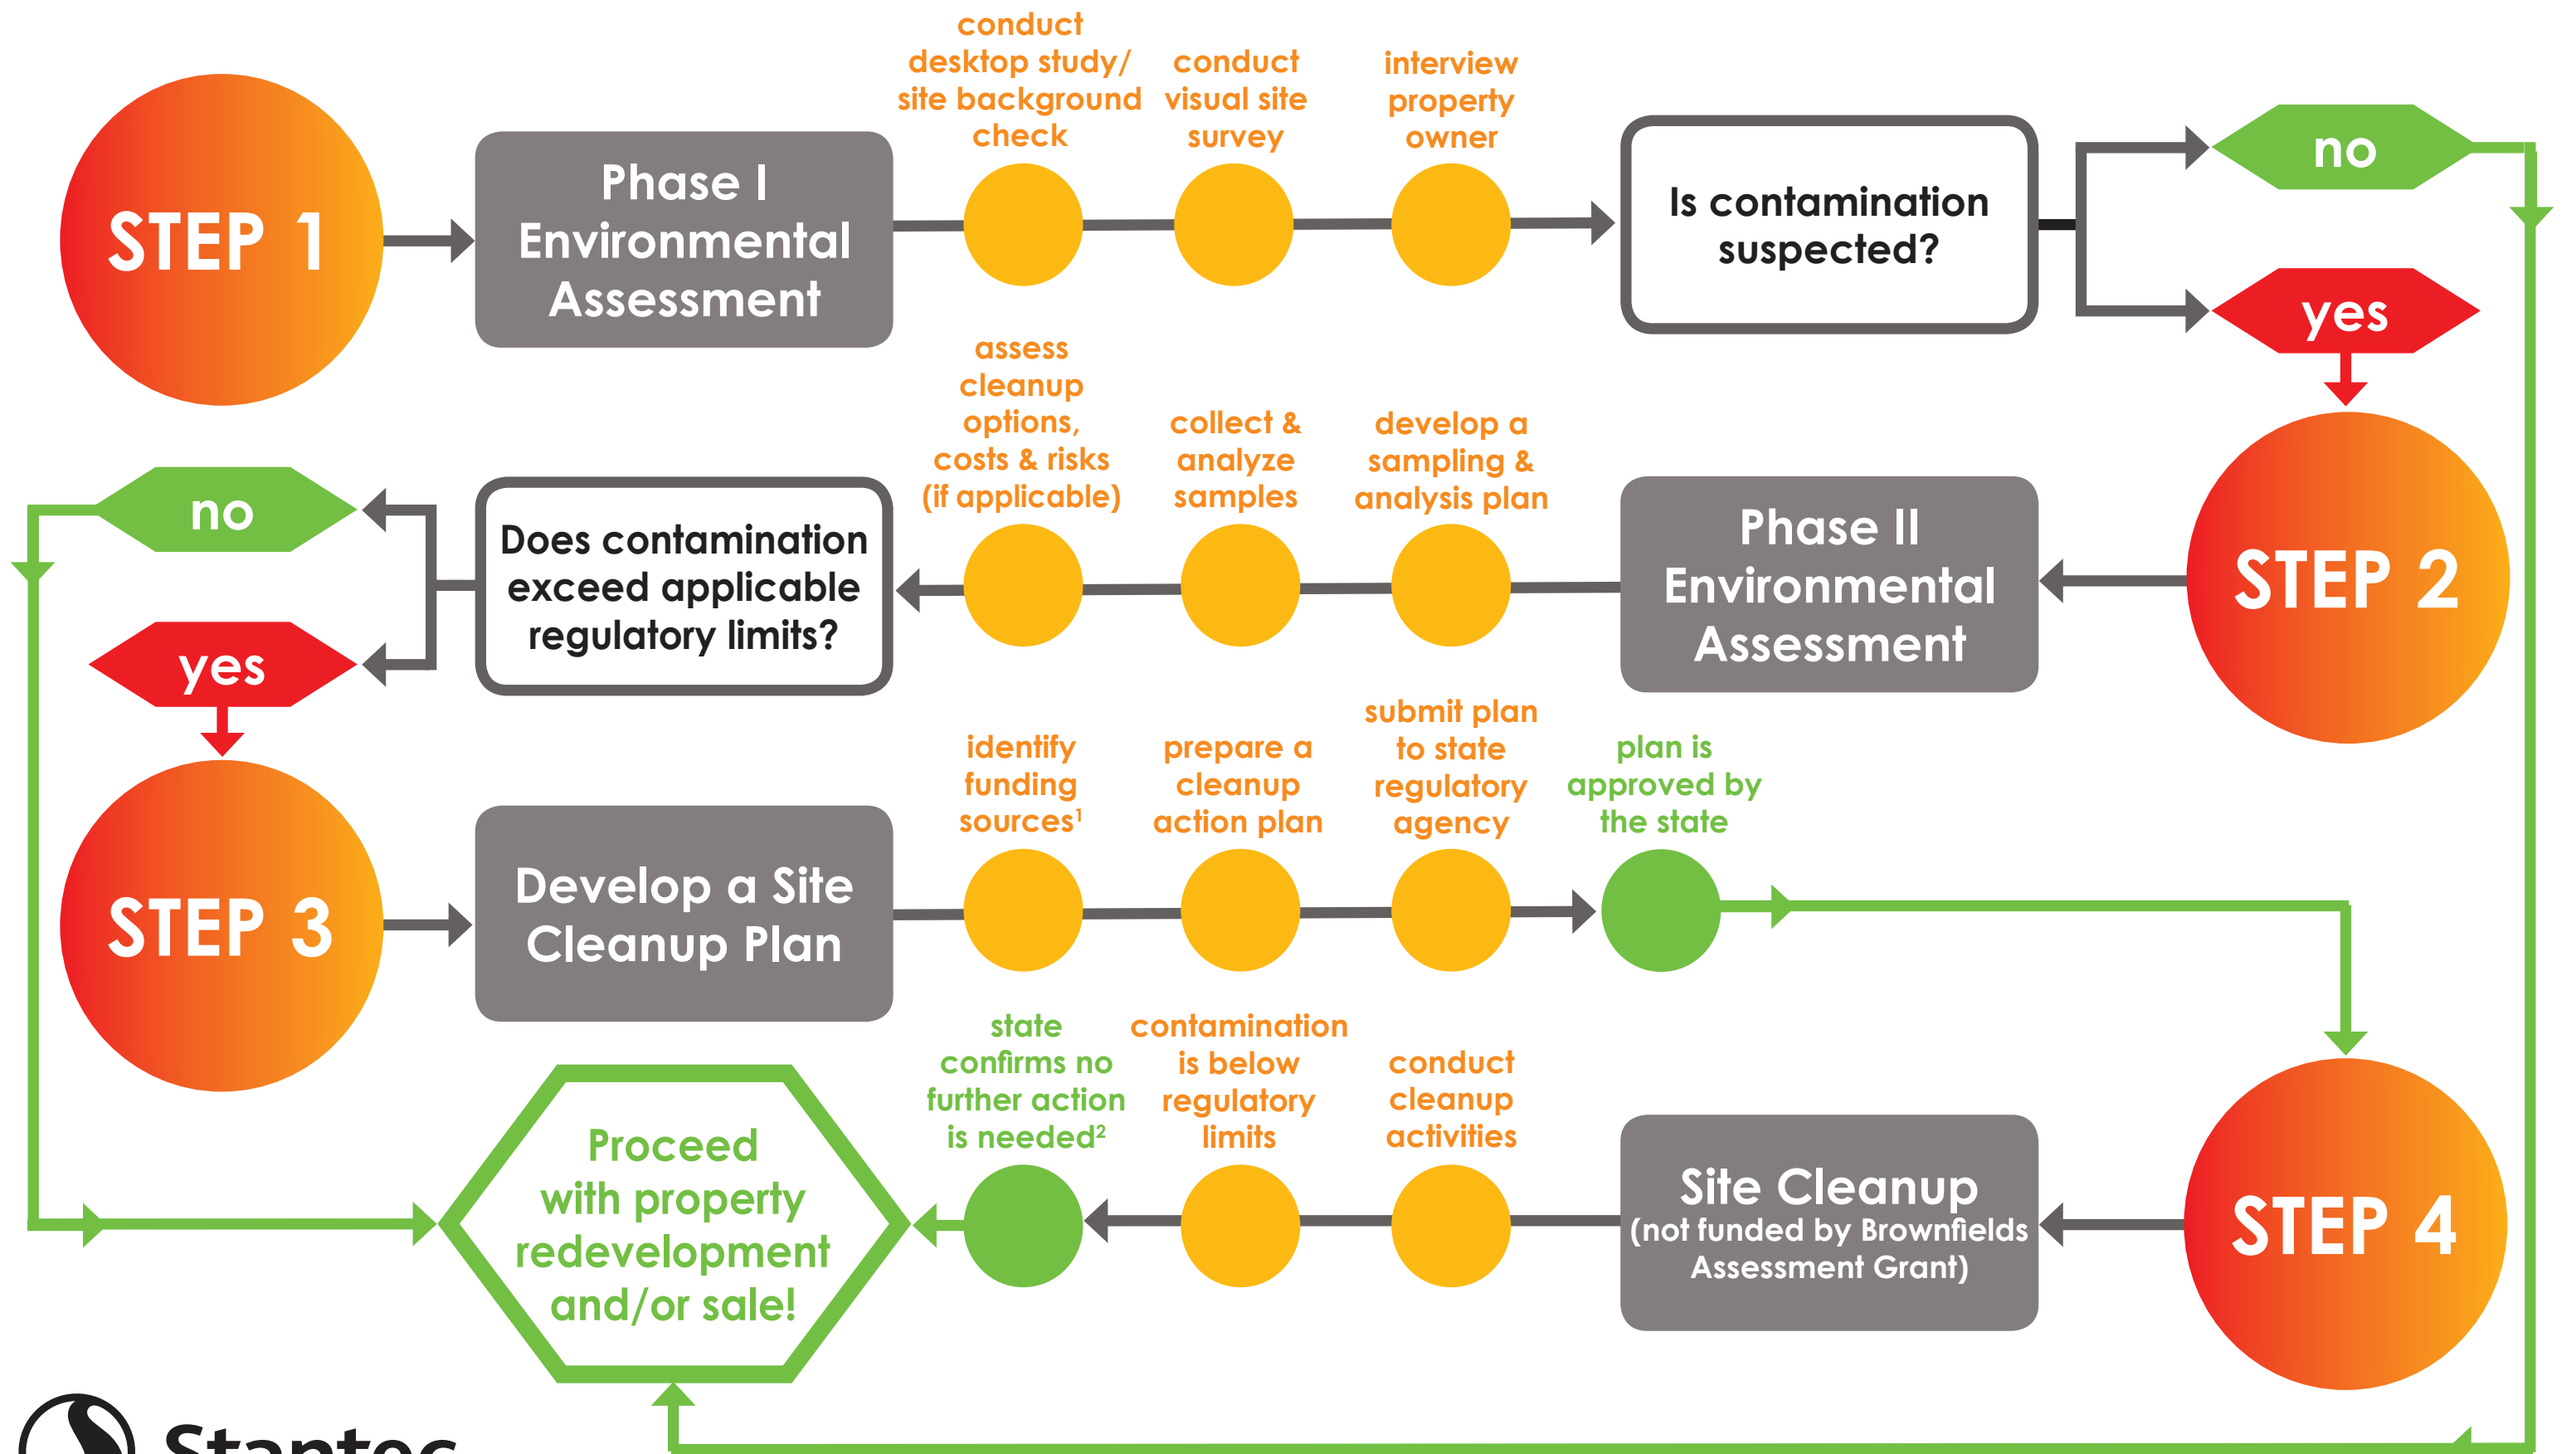 STEP 1
Phase I
Environmental
Assessment
conduct
desktop study/
site background
check
conduct
visual site
survey
interview
property
owner
Is contamination
suspected?
no
yes
STEP 2
Phase II
Environmental
Assessment
develop a
sampling &
analysis plan
collect &
analyze
samples
assess
cleanup
options,
costs & risks
(if applicable)
Does contamination
exceed applicable
regulatory limits?
no
yes
STEP 3
Develop a Site
Cleanup Plan
identify
funding
sources¹
prepare a
cleanup
action plan
submit plan
to state
regulatory
agency
plan is
approved by
the state
STEP 4
Site Cleanup
(not funded by Brownfields
Assessment Grant)
conduct
cleanup
activities
contamination
is below
regulatory
limits
state
confirms no
further action
is needed²
Proceed
with property
redevelopment
and/or sale!
Stantec